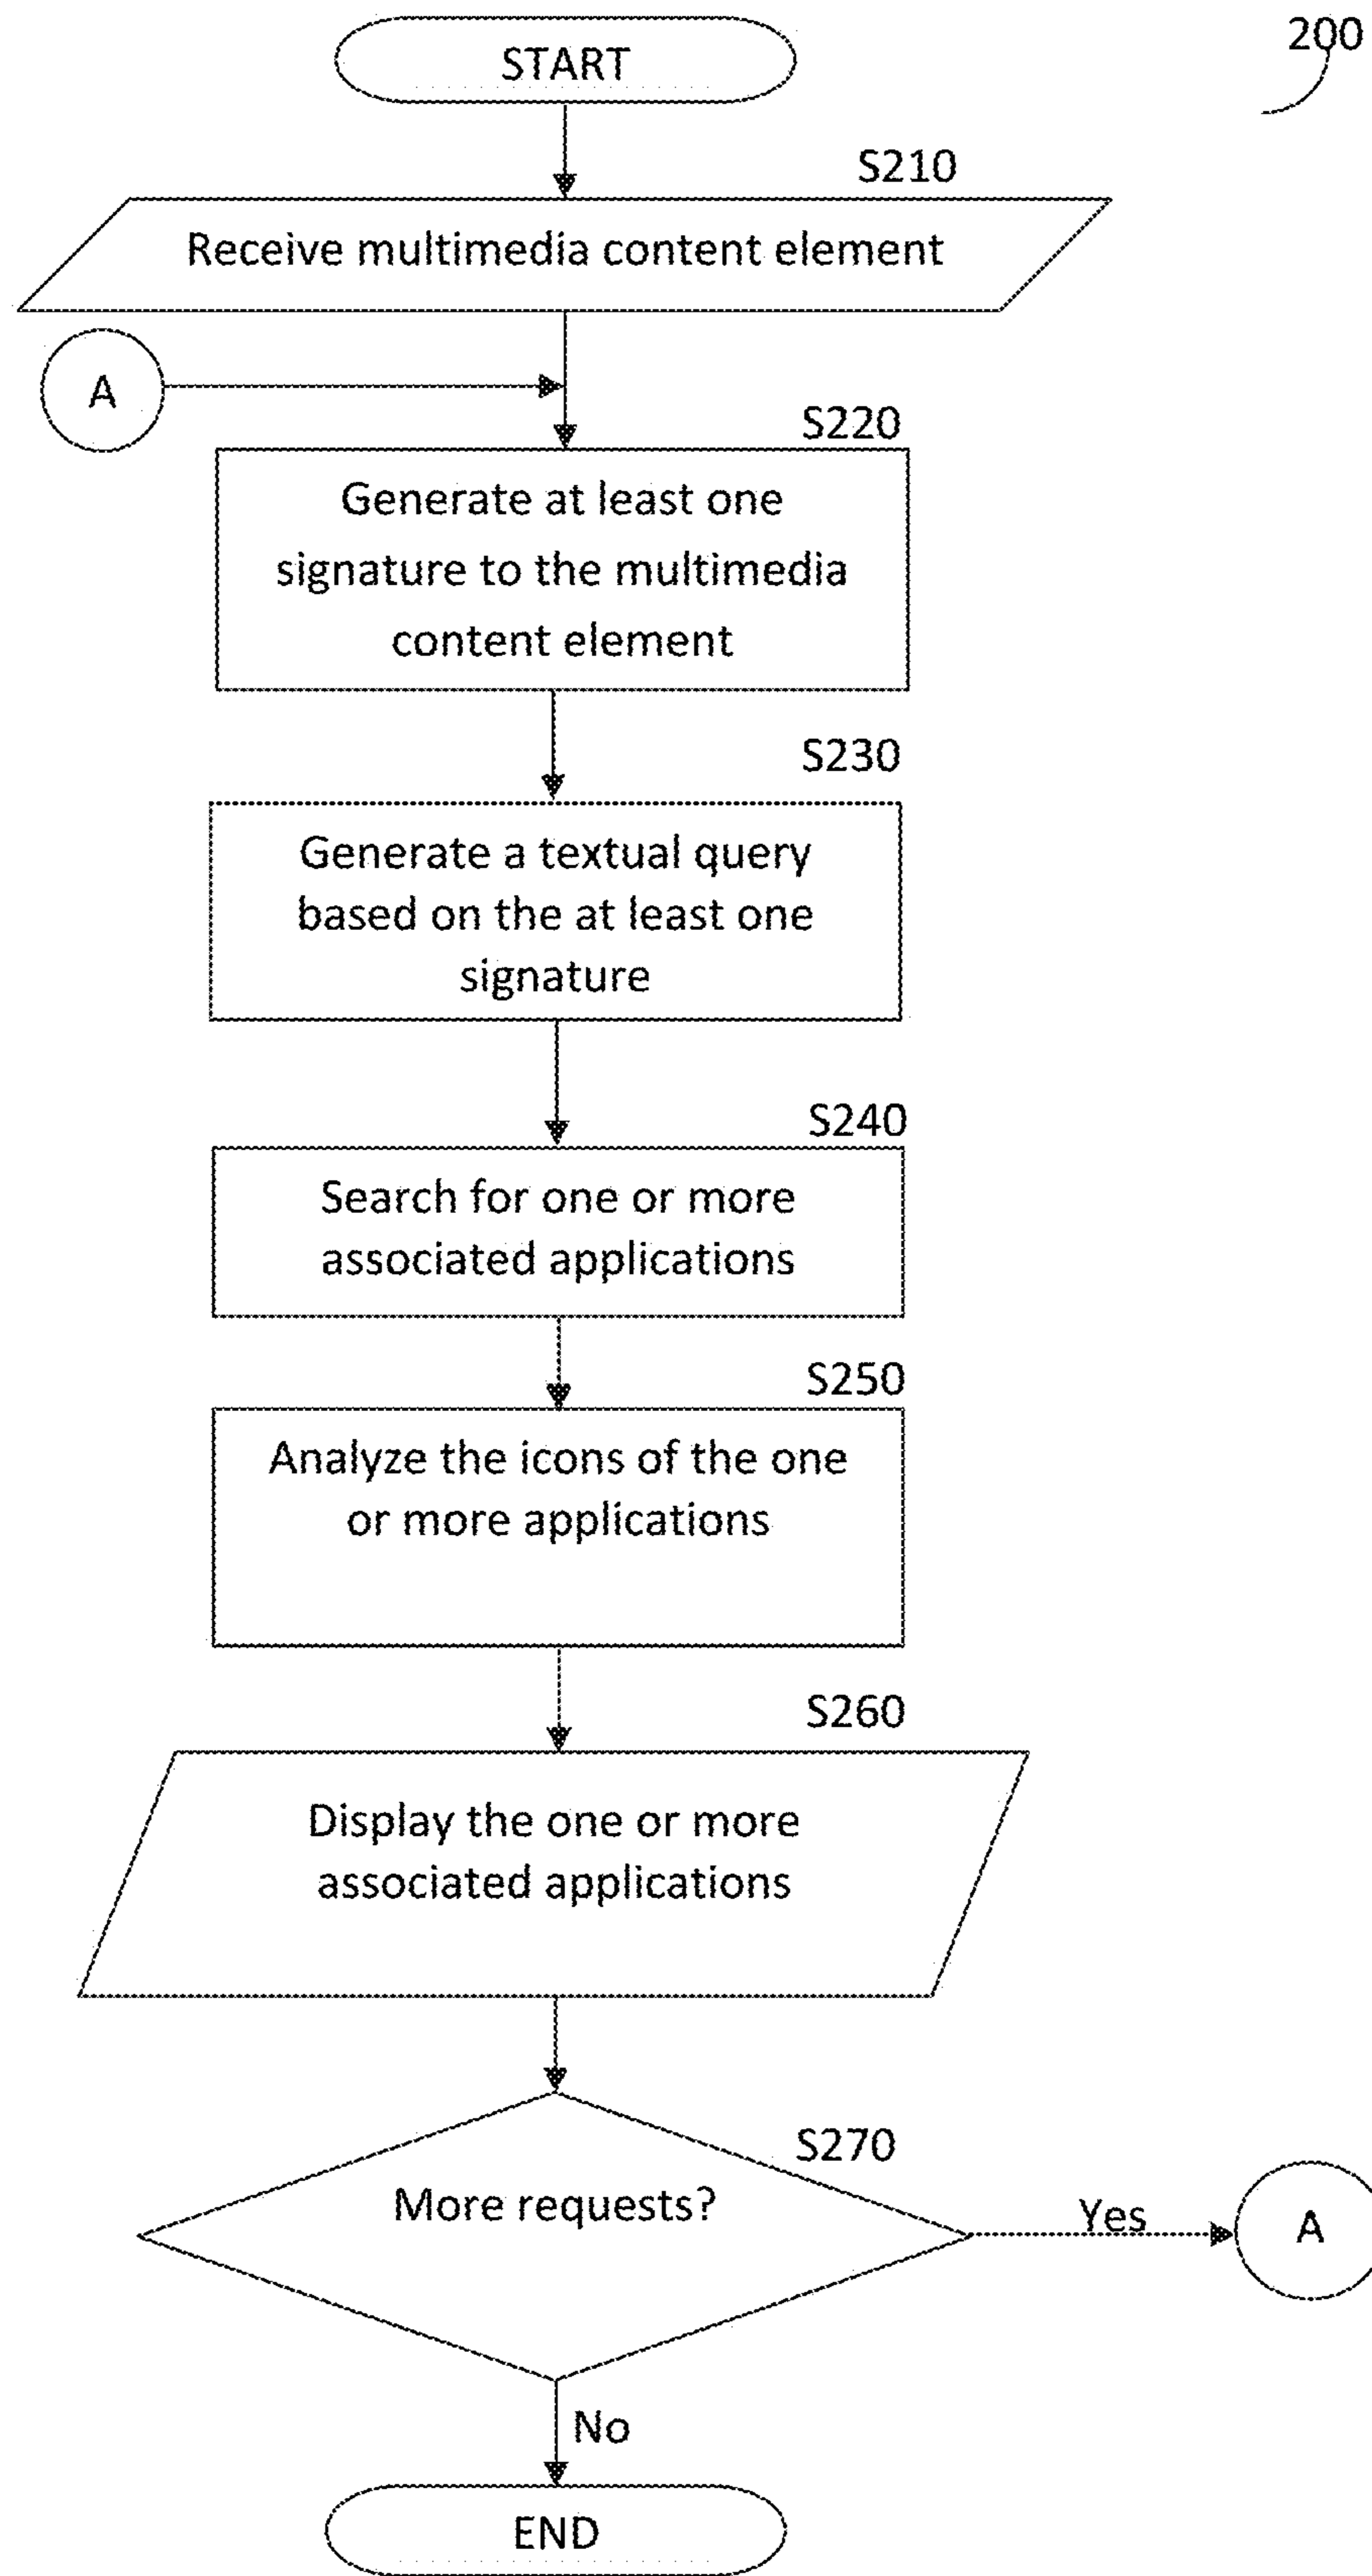 START
200
S210
Receive multimedia content element
A
S220
Generate at least one
signature to the multimedia
content element
S230
Generate a textual query
based on the at least one
signature
S240
Search for one or more
associated applications
S250
Analyze the icons of the one
or more applications
S260
Display the one or more
associated applications
S270
More requests?
Yes
A
No
END